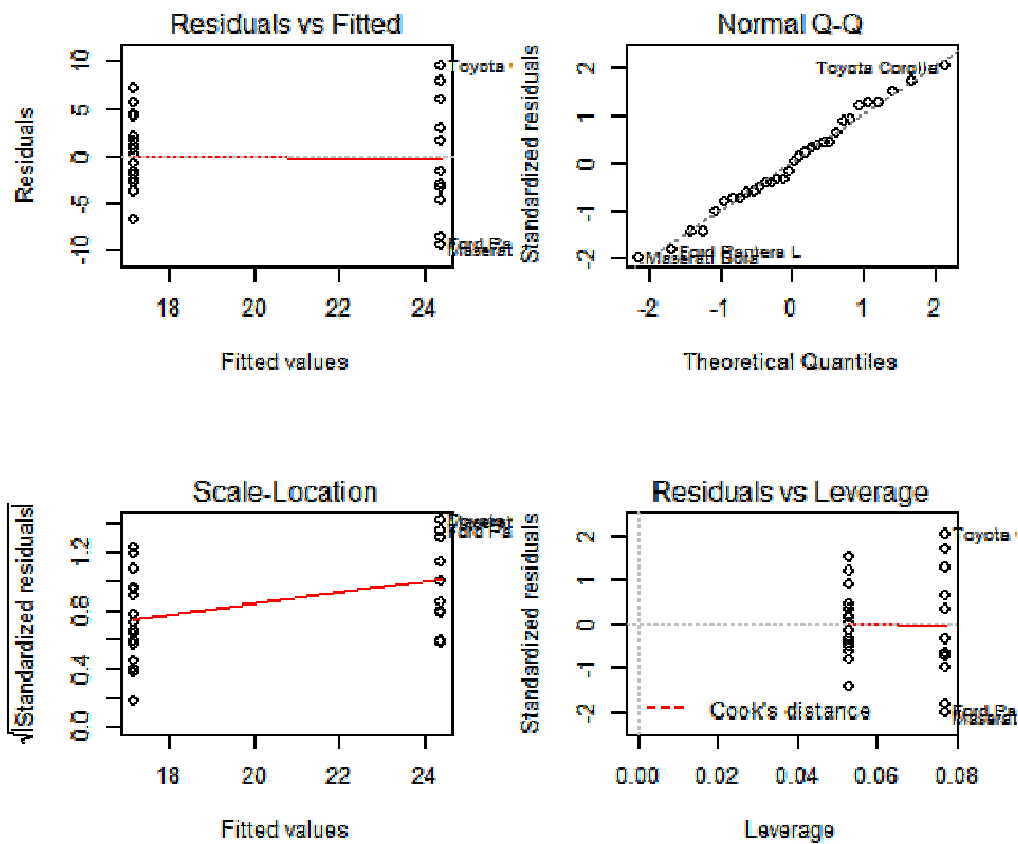 Residuals vs Fitted
Residuals
10
5
0
-5
-10
Toyota
Ford Pa
Maserat
18
20
22
24
Fitted values
Normal Q-Q
Standardized residuals
2
1
0
-1
-2
Toyota Corolla
Ford Pantera L
Maserati Bora
-2
-1
0
1
2
Theoretical Quantiles
Scale-Location
√|Standardized residuals|
1.2
0.8
0.4
0.0
Maserat
Ford Pa
18
20
22
24
Fitted values
Residuals vs Leverage
Standardized residuals
2
1
0
-1
-2
Toyota
Ford Pa
Maserat
Cook's distance
0.00
0.02
0.04
0.06
0.08
Leverage